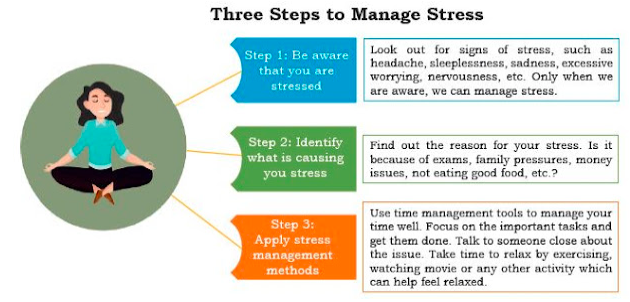 Three Steps to Manage Stress
Step 1: Be aware
that you are
stressed
Look out for signs of stress, such as
headache, sleeplessness, sadness, excessive
worrying, nervousness, etc. Only when we
are aware, we can manage stress.
Step 2: Identify
what is causing
you stress
Find out the reason for your stress. Is it
because of exams, family pressures, money
issues, not eating good food, etc.?
Step 3:
Apply stress
management
methods
Use time management tools to manage your
time well. Focus on the important tasks and
get them done. Talk to someone close about
the issue. Take time to relax by exercising,
watching movie or any other activity which
can help feel relaxed.